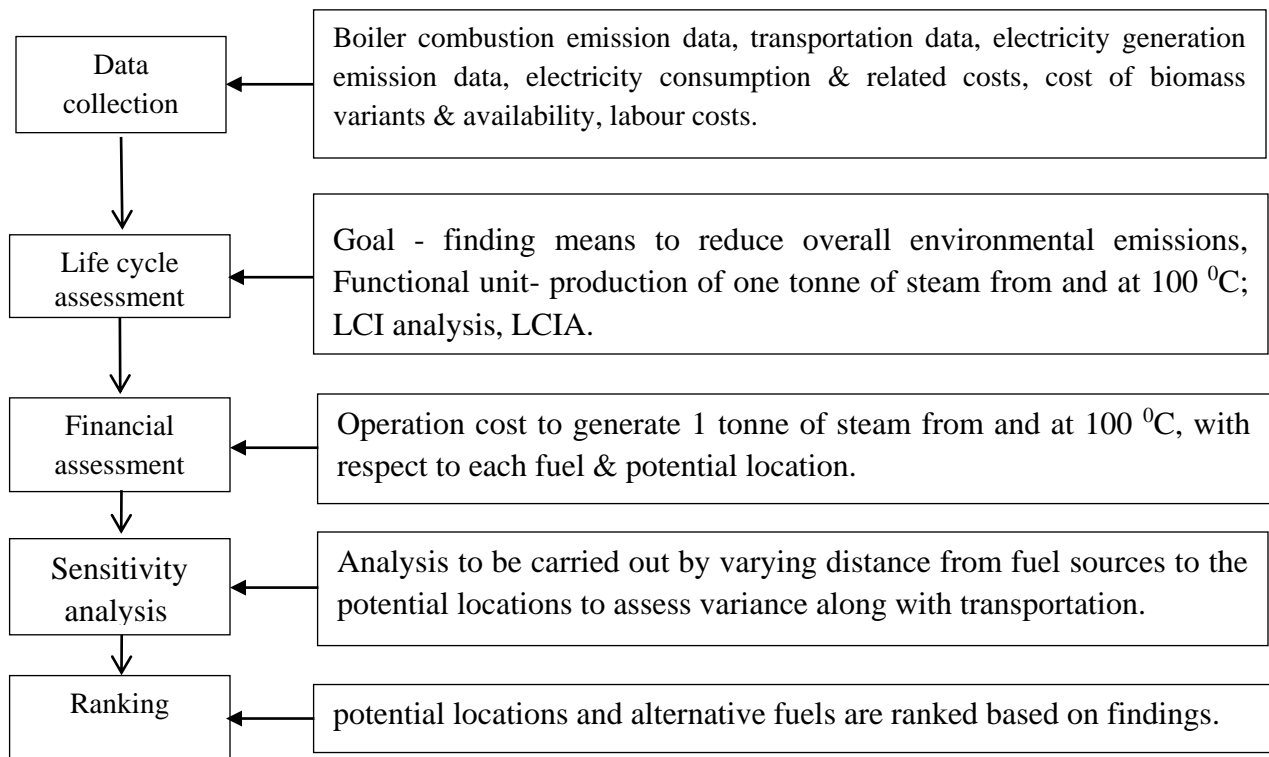 Data
collection
Boiler combustion emission data, transportation data, electricity generation
emission data, electricity consumption & related costs, cost of biomass
variants & availability, labour costs.
Life cycle
assessment
Goal - finding means to reduce overall environmental emissions,
Functional unit- production of one tonne of steam from and at 100 ⁰C;
LCI analysis, LCIA.
Financial
assessment
Operation cost to generate 1 tonne of steam from and at 100 ⁰C, with
respect to each fuel & potential location.
Sensitivity
analysis
Analysis to be carried out by varying distance from fuel sources to the
potential locations to assess variance along with transportation.
Ranking
potential locations and alternative fuels are ranked based on findings.